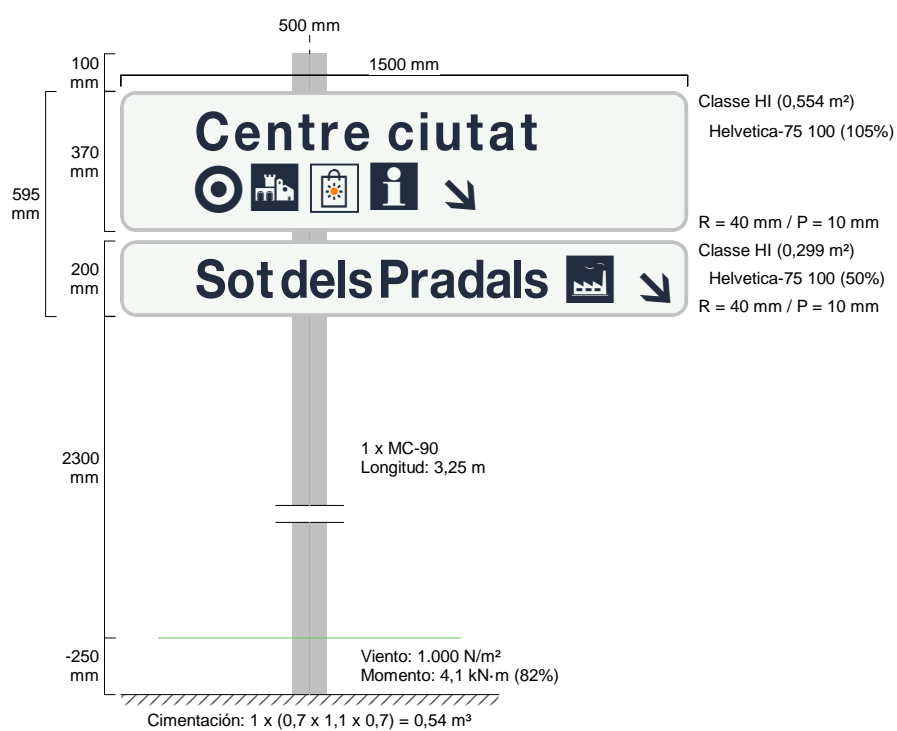 500 mm
100
mm
1500 mm
Classe HI (0,554 m²)
Centre ciutat
Helvetica-75 100 (105%)
370
mm
595
mm
i
R = 40 mm / P = 10 mm
Classe HI (0,299 m²)
200
mm
Sot dels Pradals
Helvetica-75 100 (50%)
R = 40 mm / P = 10 mm
2300
mm
1 x MC-90
Longitud: 3,25 m
-250
mm
Viento: 1.000 N/m²
Momento: 4,1 kN·m (82%)
Cimentación: 1 x (0,7 x 1,1 x 0,7) = 0,54 m³